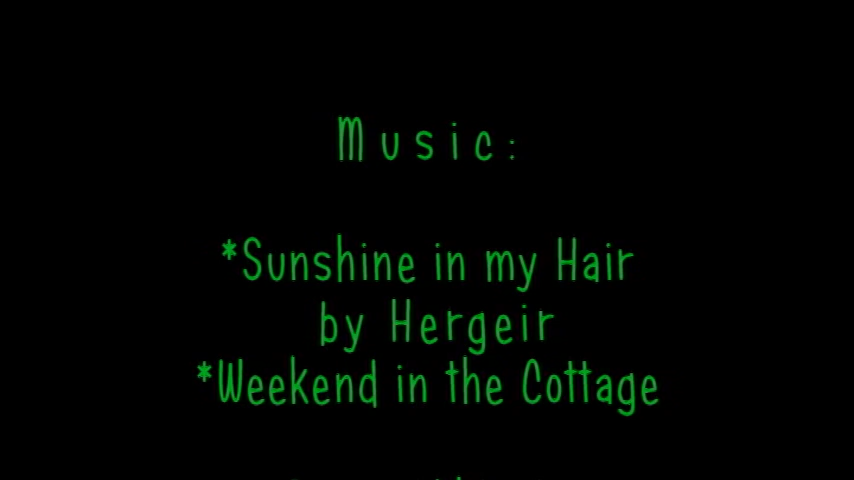 Music:
*Sunshine in my Hair
by Hergeir
*Weekend in the Cottage